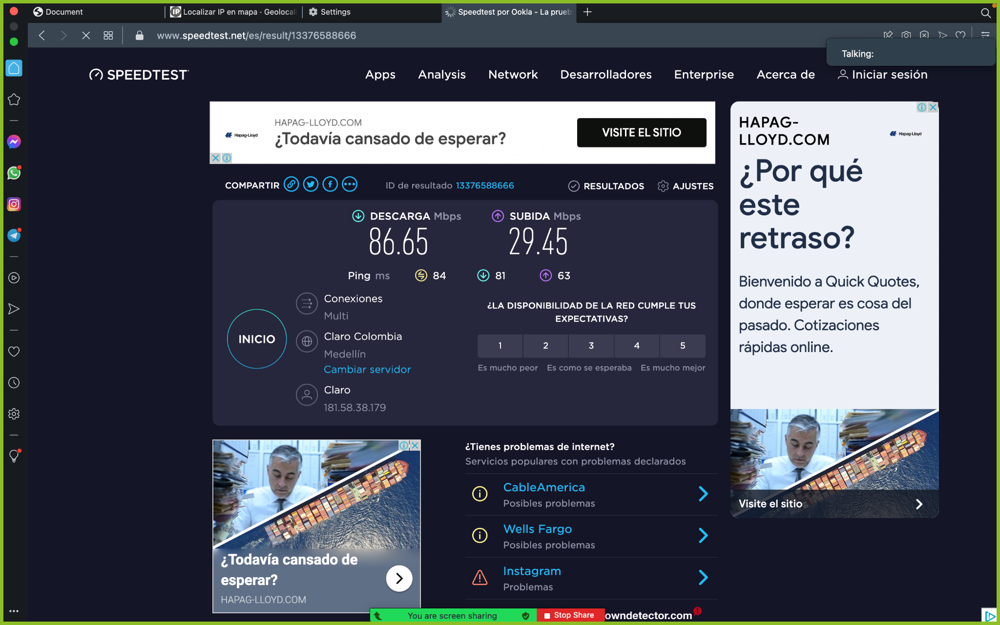 Document
Localizar IP en mapa · Geolocali
Settings
Speedtest por Ookla - La prueb
www.speedtest.net/es/result/13376588666
Talking:
SPEEDTEST
Apps
Analysis
Network
Desarrolladores
Enterprise
Acerca de
Iniciar sesión
Hapag-Lloyd
HAPAG-LLOYD.COM
¿Todavía cansado de esperar?
VISITE EL SITIO
HAPAG-
LLOYD.COM
Hapag-Lloyd
¿Por qué
este
retraso?
Bienvenido a Quick Quotes,
donde esperar es cosa del
pasado. Cotizaciones
rápidas online.
Visite el sitio
COMPARTIR
ID de resultado 13376588666
RESULTADOS
AJUSTES
DESCARGA Mbps
86.65
SUBIDA Mbps
29.45
Ping ms
84
81
63
INICIO
Conexiones
Multi
Claro Colombia
Medellín
Cambiar servidor
Claro
181.58.38.179
¿LA DISPONIBILIDAD DE LA RED CUMPLE TUS
EXPECTATIVAS?
1 2 3 4 5
Es mucho peor Es como se esperaba Es mucho mejor
¿Todavía cansado de
esperar?
HAPAG-LLOYD.COM
¿Tienes problemas de internet?
Servicios populares con problemas declarados
CableAmerica
Posibles problemas
Wells Fargo
Posibles problemas
Instagram
Problemas
You are screen sharing
Stop Share
owndetector.com